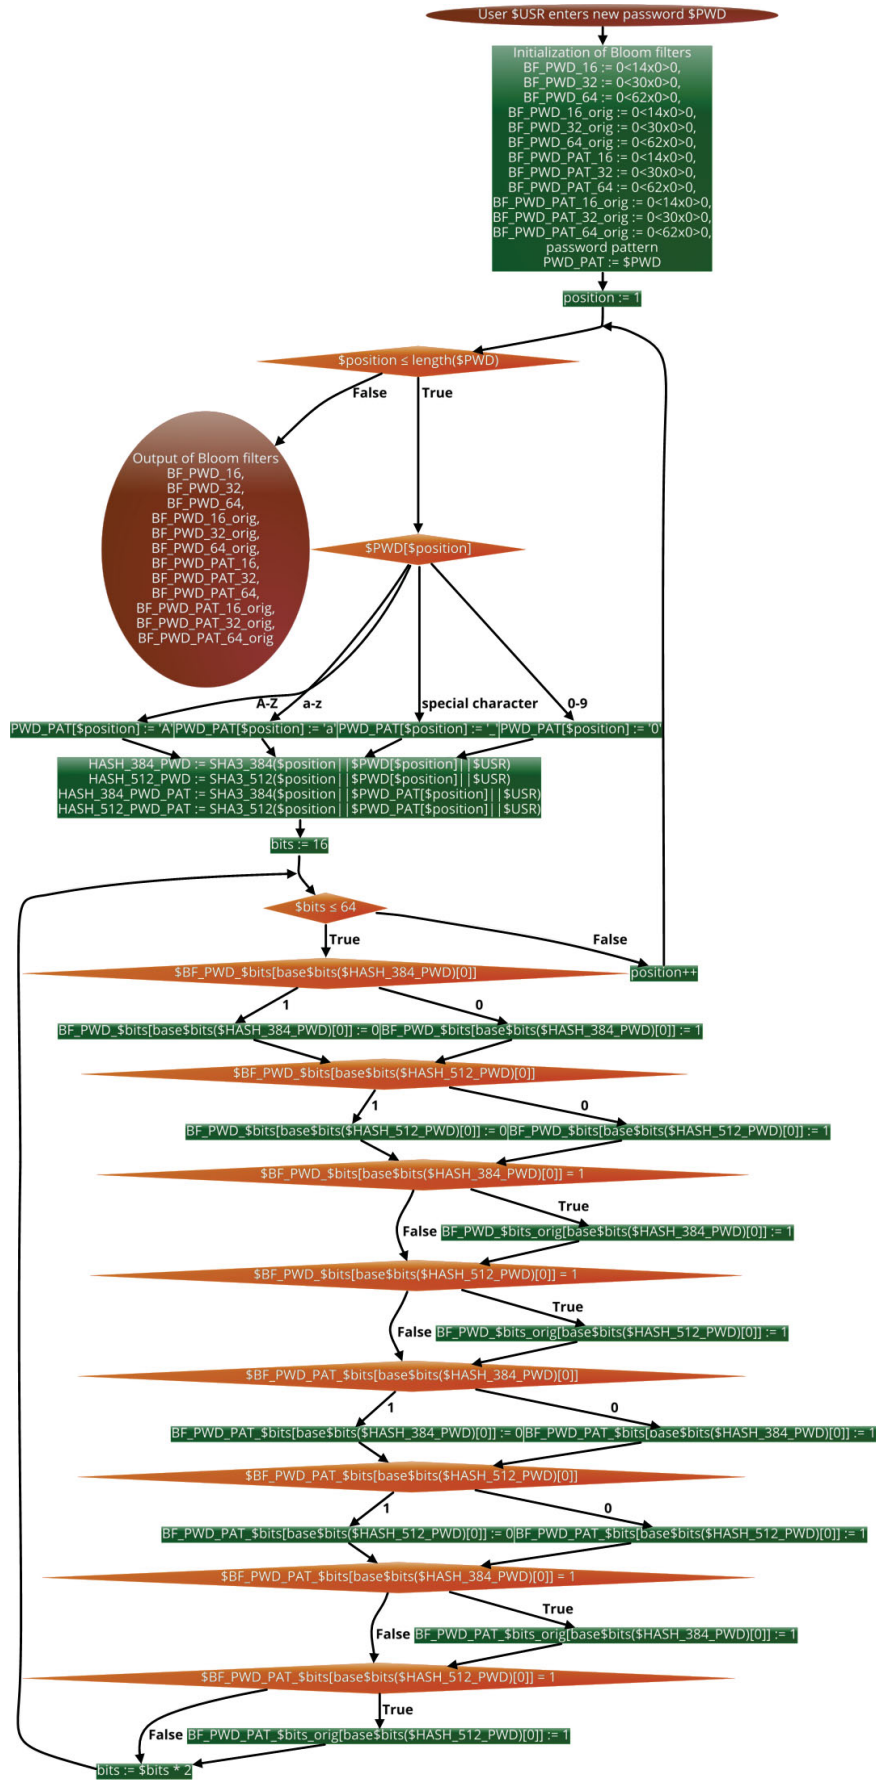 User $USR enters new password $PWD
Initialization of Bloom filters
BF_PWD_16 := 0<14x0>0,
BF_PWD_32 := 0<30x0>0,
BF_PWD_64 := 0<62x0>0,
BF_PWD_16_orig := 0<14x0>0,
BF_PWD_32_orig := 0<30x0>0,
BF_PWD_64_orig := 0<62x0>0,
BF_PWD_PAT_16 := 0<14x0>0,
BF_PWD_PAT_32 := 0<30x0>0,
BF_PWD_PAT_64 := 0<62x0>0,
BF_PWD_PAT_16_orig := 0<14x0>0,
BF_PWD_PAT_32_orig := 0<30x0>0,
BF_PWD_PAT_64_orig := 0<62x0>0,
password pattern
PWD_PAT := $PWD
position := 1
$position ≤ length($PWD)
False
True
Output of Bloom filters
BF_PWD_16,
BF_PWD_32,
BF_PWD_64,
BF_PWD_16_orig,
BF_PWD_32_orig,
BF_PWD_64_orig,
BF_PWD_PAT_16,
BF_PWD_PAT_32,
BF_PWD_PAT_64,
BF_PWD_PAT_16_orig,
BF_PWD_PAT_32_orig,
BF_PWD_PAT_64_orig
$PWD[$position]
A-Z
a-z
special character
0-9
PWD_PAT[$position] := 'A'
PWD_PAT[$position] := 'a'
PWD_PAT[$position] := '_'
PWD_PAT[$position] := '0'
HASH_384_PWD := SHA3_384($position||$PWD[$position]||$USR)
HASH_512_PWD := SHA3_512($position||$PWD[$position]||$USR)
HASH_384_PWD_PAT := SHA3_384($position||$PWD_PAT[$position]||$USR)
HASH_512_PWD_PAT := SHA3_512($position||$PWD_PAT[$position]||$USR)
bits := 16
$bits ≤ 64
True
False
$BF_PWD_$bits[base$bits($HASH_384_PWD)[0]]
position++
1
0
BF_PWD_$bits[base$bits($HASH_384_PWD)[0]] := 0
BF_PWD_$bits[base$bits($HASH_384_PWD)[0]] := 1
$BF_PWD_$bits[base$bits($HASH_512_PWD)[0]]
1
0
BF_PWD_$bits[base$bits($HASH_512_PWD)[0]] := 0
BF_PWD_$bits[base$bits($HASH_512_PWD)[0]] := 1
$BF_PWD_$bits[base$bits($HASH_384_PWD)[0]] = 1
True
False
BF_PWD_$bits_orig[base$bits($HASH_384_PWD)[0]] := 1
$BF_PWD_$bits[base$bits($HASH_512_PWD)[0]] = 1
True
False
BF_PWD_$bits_orig[base$bits($HASH_512_PWD)[0]] := 1
$BF_PWD_PAT_$bits[base$bits($HASH_384_PWD)[0]]
1
0
BF_PWD_PAT_$bits[base$bits($HASH_384_PWD)[0]] := 0
BF_PWD_PAT_$bits[base$bits($HASH_384_PWD)[0]] := 1
$BF_PWD_PAT_$bits[base$bits($HASH_512_PWD)[0]]
1
0
BF_PWD_PAT_$bits[base$bits($HASH_512_PWD)[0]] := 0
BF_PWD_PAT_$bits[base$bits($HASH_512_PWD)[0]] := 1
$BF_PWD_PAT_$bits[base$bits($HASH_384_PWD)[0]] = 1
True
False
BF_PWD_PAT_$bits_orig[base$bits($HASH_384_PWD)[0]] := 1
$BF_PWD_PAT_$bits[base$bits($HASH_512_PWD)[0]] = 1
True
False
BF_PWD_PAT_$bits_orig[base$bits($HASH_512_PWD)[0]] := 1
bits := $bits * 2